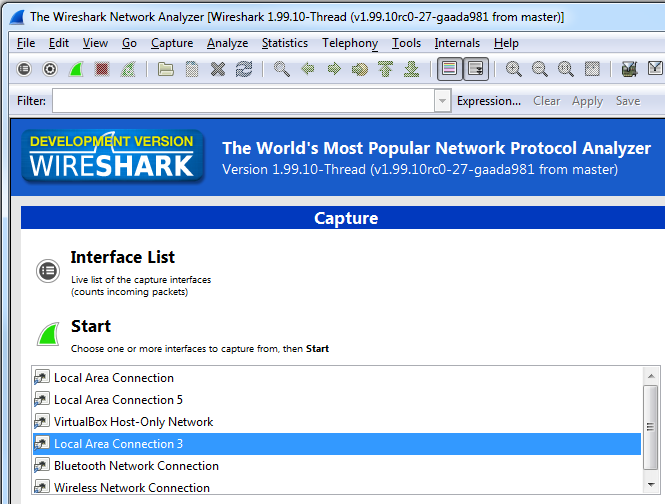 The Wireshark Network Analyzer [Wireshark 1.99.10-Thread (v1.99.10rc0-27-gaada981 from master)]
File Edit View Go Capture Analyze Statistics Telephony Tools Internals Help
Filter: Expression... Clear Apply Save
DEVELOPMENT VERSION
WIRESHARK
The World's Most Popular Network Protocol Analyzer
Version 1.99.10-Thread (v1.99.10rc0-27-gaada981 from master)
Capture
Interface List
Live list of the capture interfaces
(counts incoming packets)
Start
Choose one or more interfaces to capture from, then Start
Local Area Connection
Local Area Connection 5
VirtualBox Host-Only Network
Local Area Connection 3
Bluetooth Network Connection
Wireless Network Connection